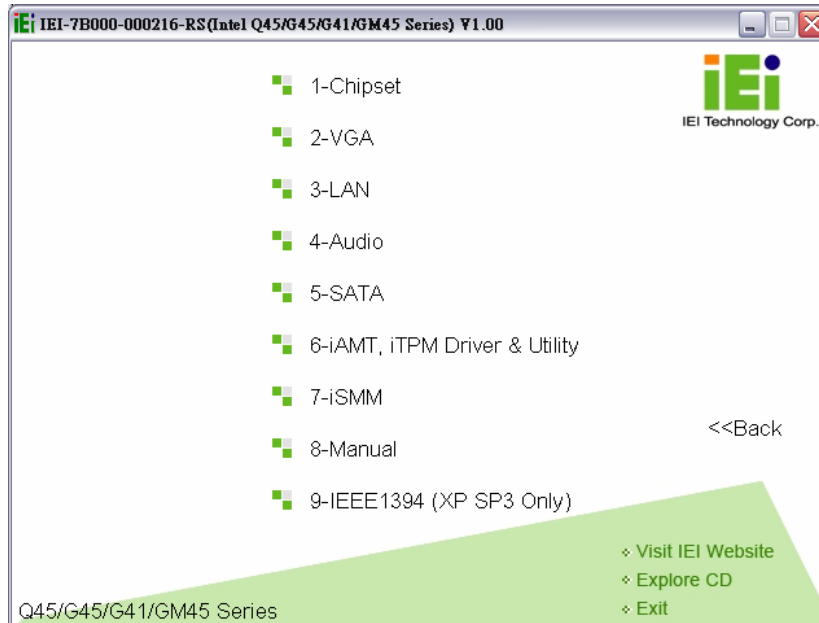 iEi IEI-7B000-000216-RS(Intel Q45/G45/G41/GM45 Series) V1.00
iEi
IEI Technology Corp.
1-Chipset
2-VGA
3-LAN
4-Audio
5-SATA
6-iAMT, iTPM Driver & Utility
7-iSMM
8-Manual
9-IEEE1394 (XP SP3 Only)
<<Back
Visit IEI Website
Explore CD
Exit
Q45/G45/G41/GM45 Series